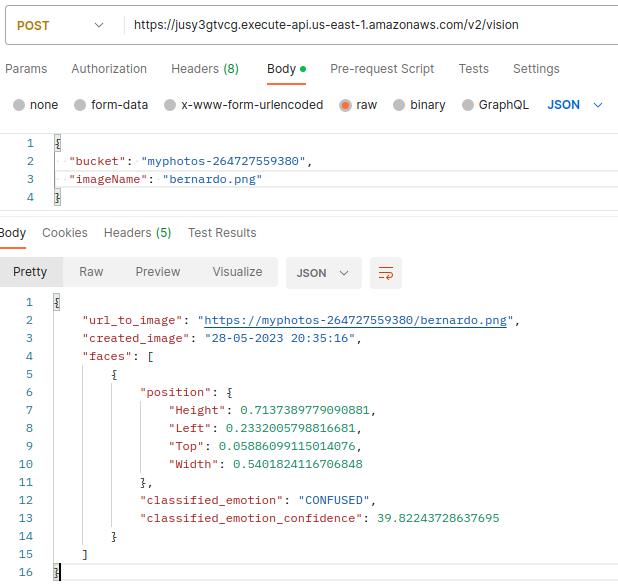 POST https://jusy3gtvcg.execute-api.us-east-1.amazonaws.com/v2/vision
Params Authorization Headers (8) Body Pre-request Script Tests Settings
none form-data x-www-form-urlencoded raw binary GraphQL JSON
1 {
2 "bucket": "myphotos-264727559380",
3 "imageName": "bernardo.png"
4 }
Body Cookies Headers (5) Test Results
Pretty Raw Preview Visualize JSON
1 {
2 "url_to_image": "https://myphotos-264727559380/bernardo.png",
3 "created_image": "28-05-2023 20:35:16",
4 "faces": [
5 {
6 "position": {
7 "Height": 0.7137389779090881,
8 "Left": 0.2332005798816681,
9 "Top": 0.05886099115014076,
10 "Width": 0.5401824116706848
11 },
12 "classified_emotion": "CONFUSED",
13 "classified_emotion_confidence": 39.82243728637695
14 }
15 ]
16 }